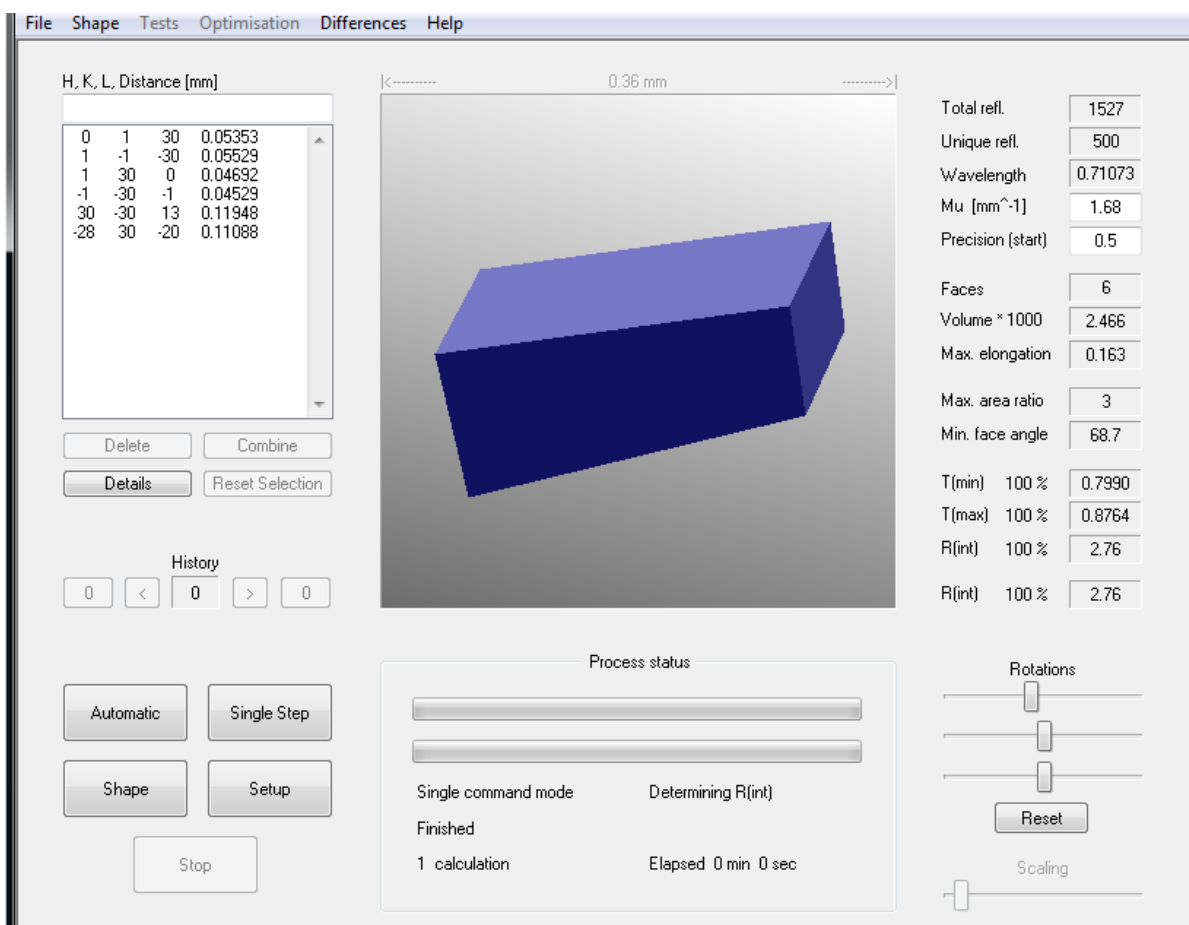 File Shape Tests Optimisation Differences Help
H, K, L, Distance [mm]
0 1 30 0.05353
1 -1 -30 0.05529
1 30 0 0.04692
-1 -30 -1 0.04529
30 -30 13 0.11948
-28 30 -20 0.11088
Delete Combine
Details Reset Selection
History
0 < 0 > 0
Automatic Single Step
Shape Setup
Stop
|<---------- 0.36 mm ---------->|
Process status
Single command mode Determining R(int)
Finished
1 calculation Elapsed 0 min 0 sec
Total refl. 1527
Unique refl. 500
Wavelength 0.71073
Mu [mm^-1] 1.68
Precision (start) 0.5
Faces 6
Volume * 1000 2.466
Max. elongation 0.163
Max. area ratio 3
Min. face angle 68.7
T(min) 100 % 0.7990
T(max) 100 % 0.8764
R(int) 100 % 2.76
R(int) 100 % 2.76
Rotations
Reset
Scaling